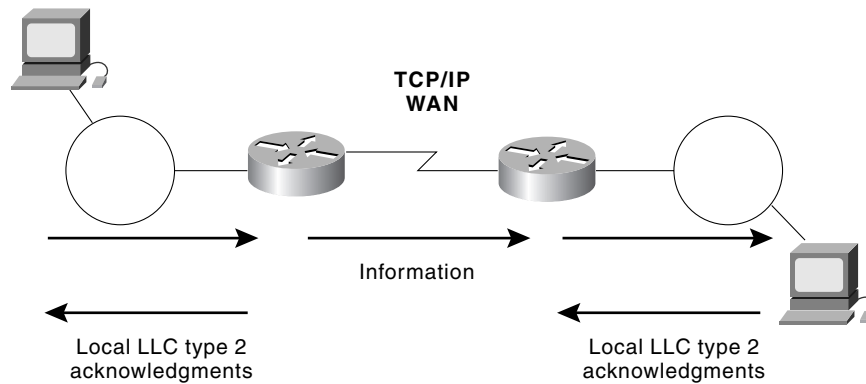 TCP/IP
WAN
Information
Local LLC type 2
acknowledgments
Local LLC type 2
acknowledgments